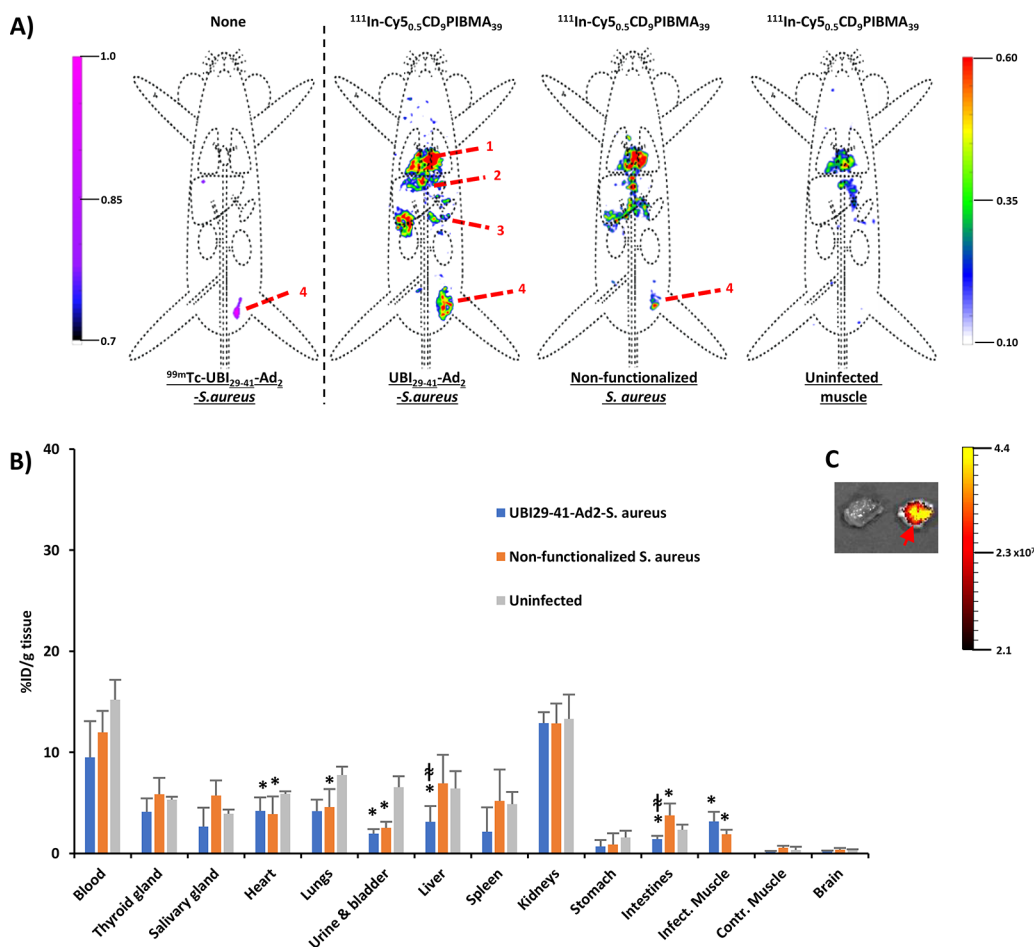 A)
None
¹¹¹In-Cy5₀.₅CD₉PIBMA₃₉
¹¹¹In-Cy5₀.₅CD₉PIBMA₃₉
¹¹¹In-Cy5₀.₅CD₉PIBMA₃₉
1.0
0.85
0.7
0.60
0.35
0.10
1
2
3
4
4
4
⁹⁹ᵐTc-UBI₂₉₋₄₁-Ad₂
-S.aureus
UBI₂₉₋₄₁-Ad₂
-S.aureus
Non-functionalized
S. aureus
Uninfected
muscle
B)
%ID/g tissue
40
30
20
10
0
UBI29-41-Ad2-S. aureus
Non-functionalized S. aureus
Uninfected
* * * * * * * * * * *
Blood
Thyroid gland
Salivary gland
Heart
Lungs
Urine & bladder
Liver
Spleen
Kidneys
Stomach
Intestines
Infect. Muscle
Contr. Muscle
Brain
C
4.4
2.3 x10⁷
2.1